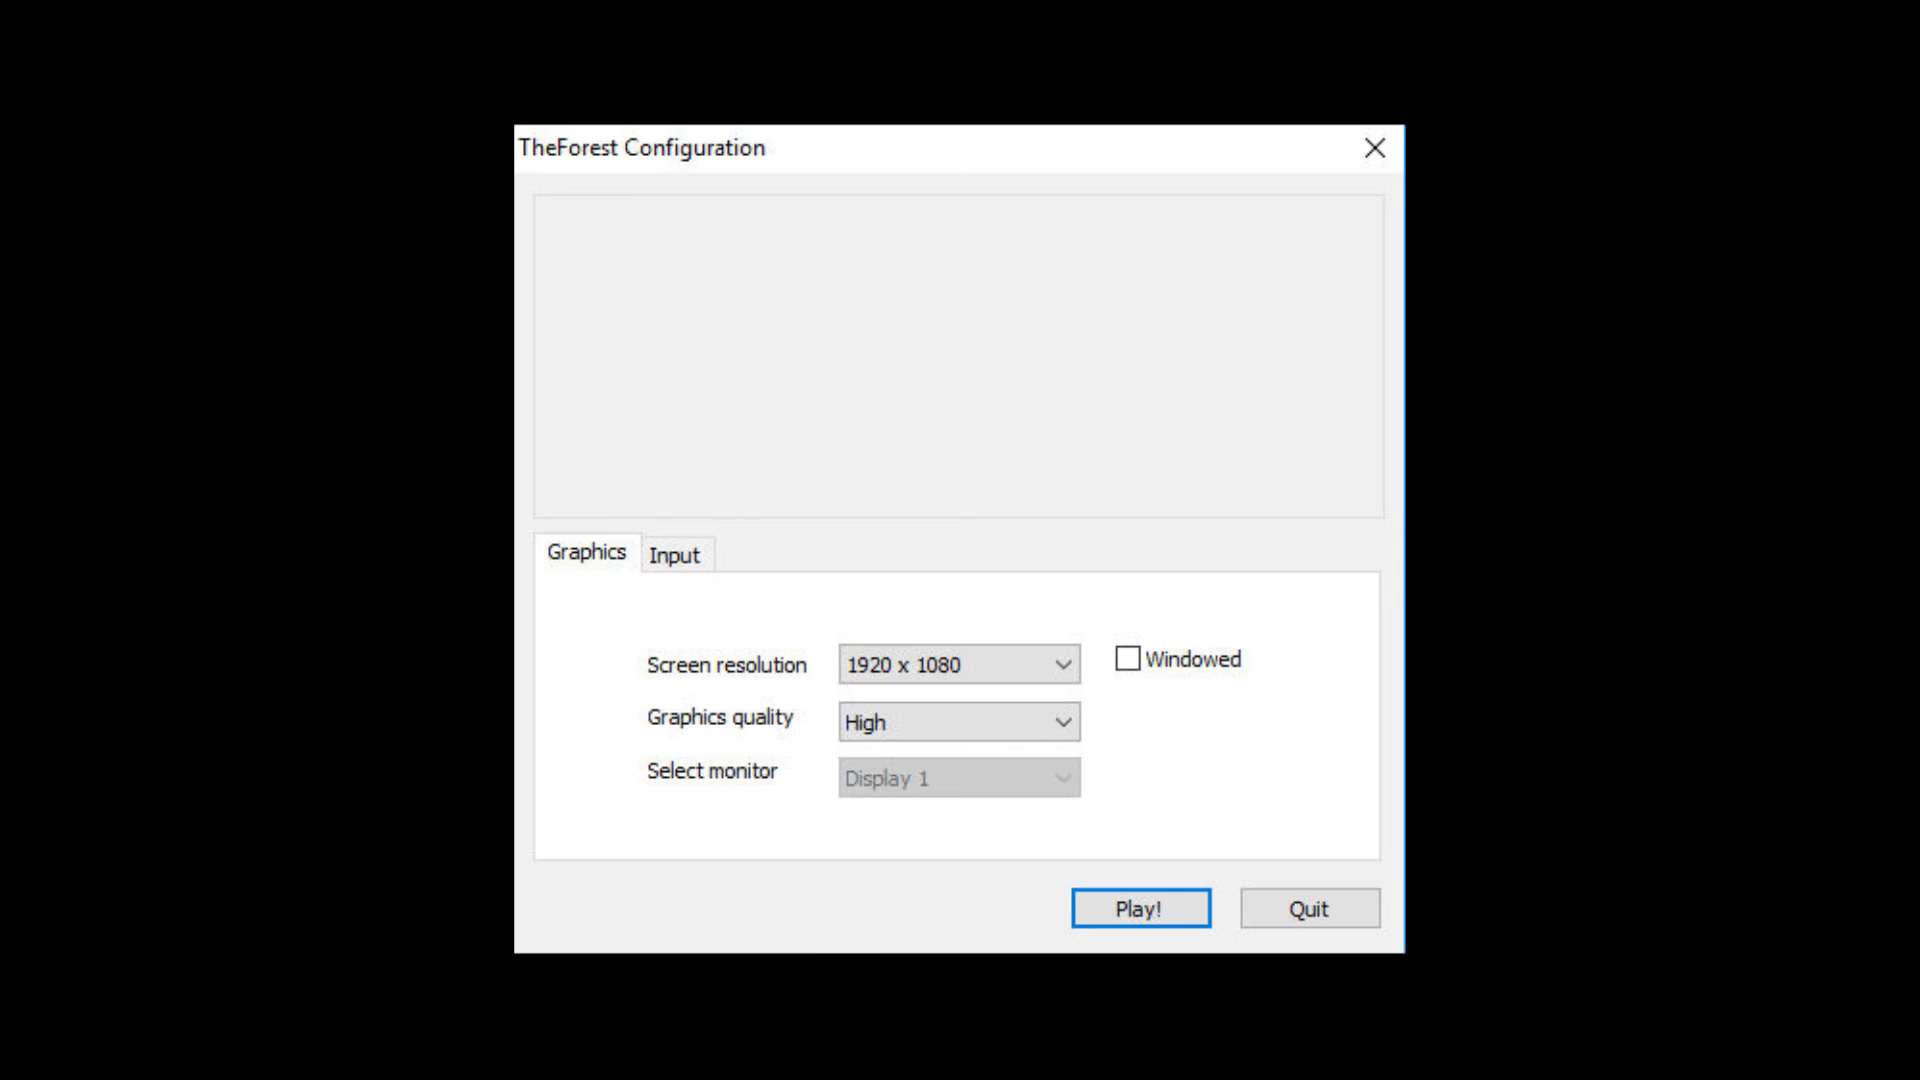 TheForest Configuration
Graphics
Input
Screen resolution
1920 x 1080
Windowed
Graphics quality
High
Select monitor
Display 1
Play!
Quit